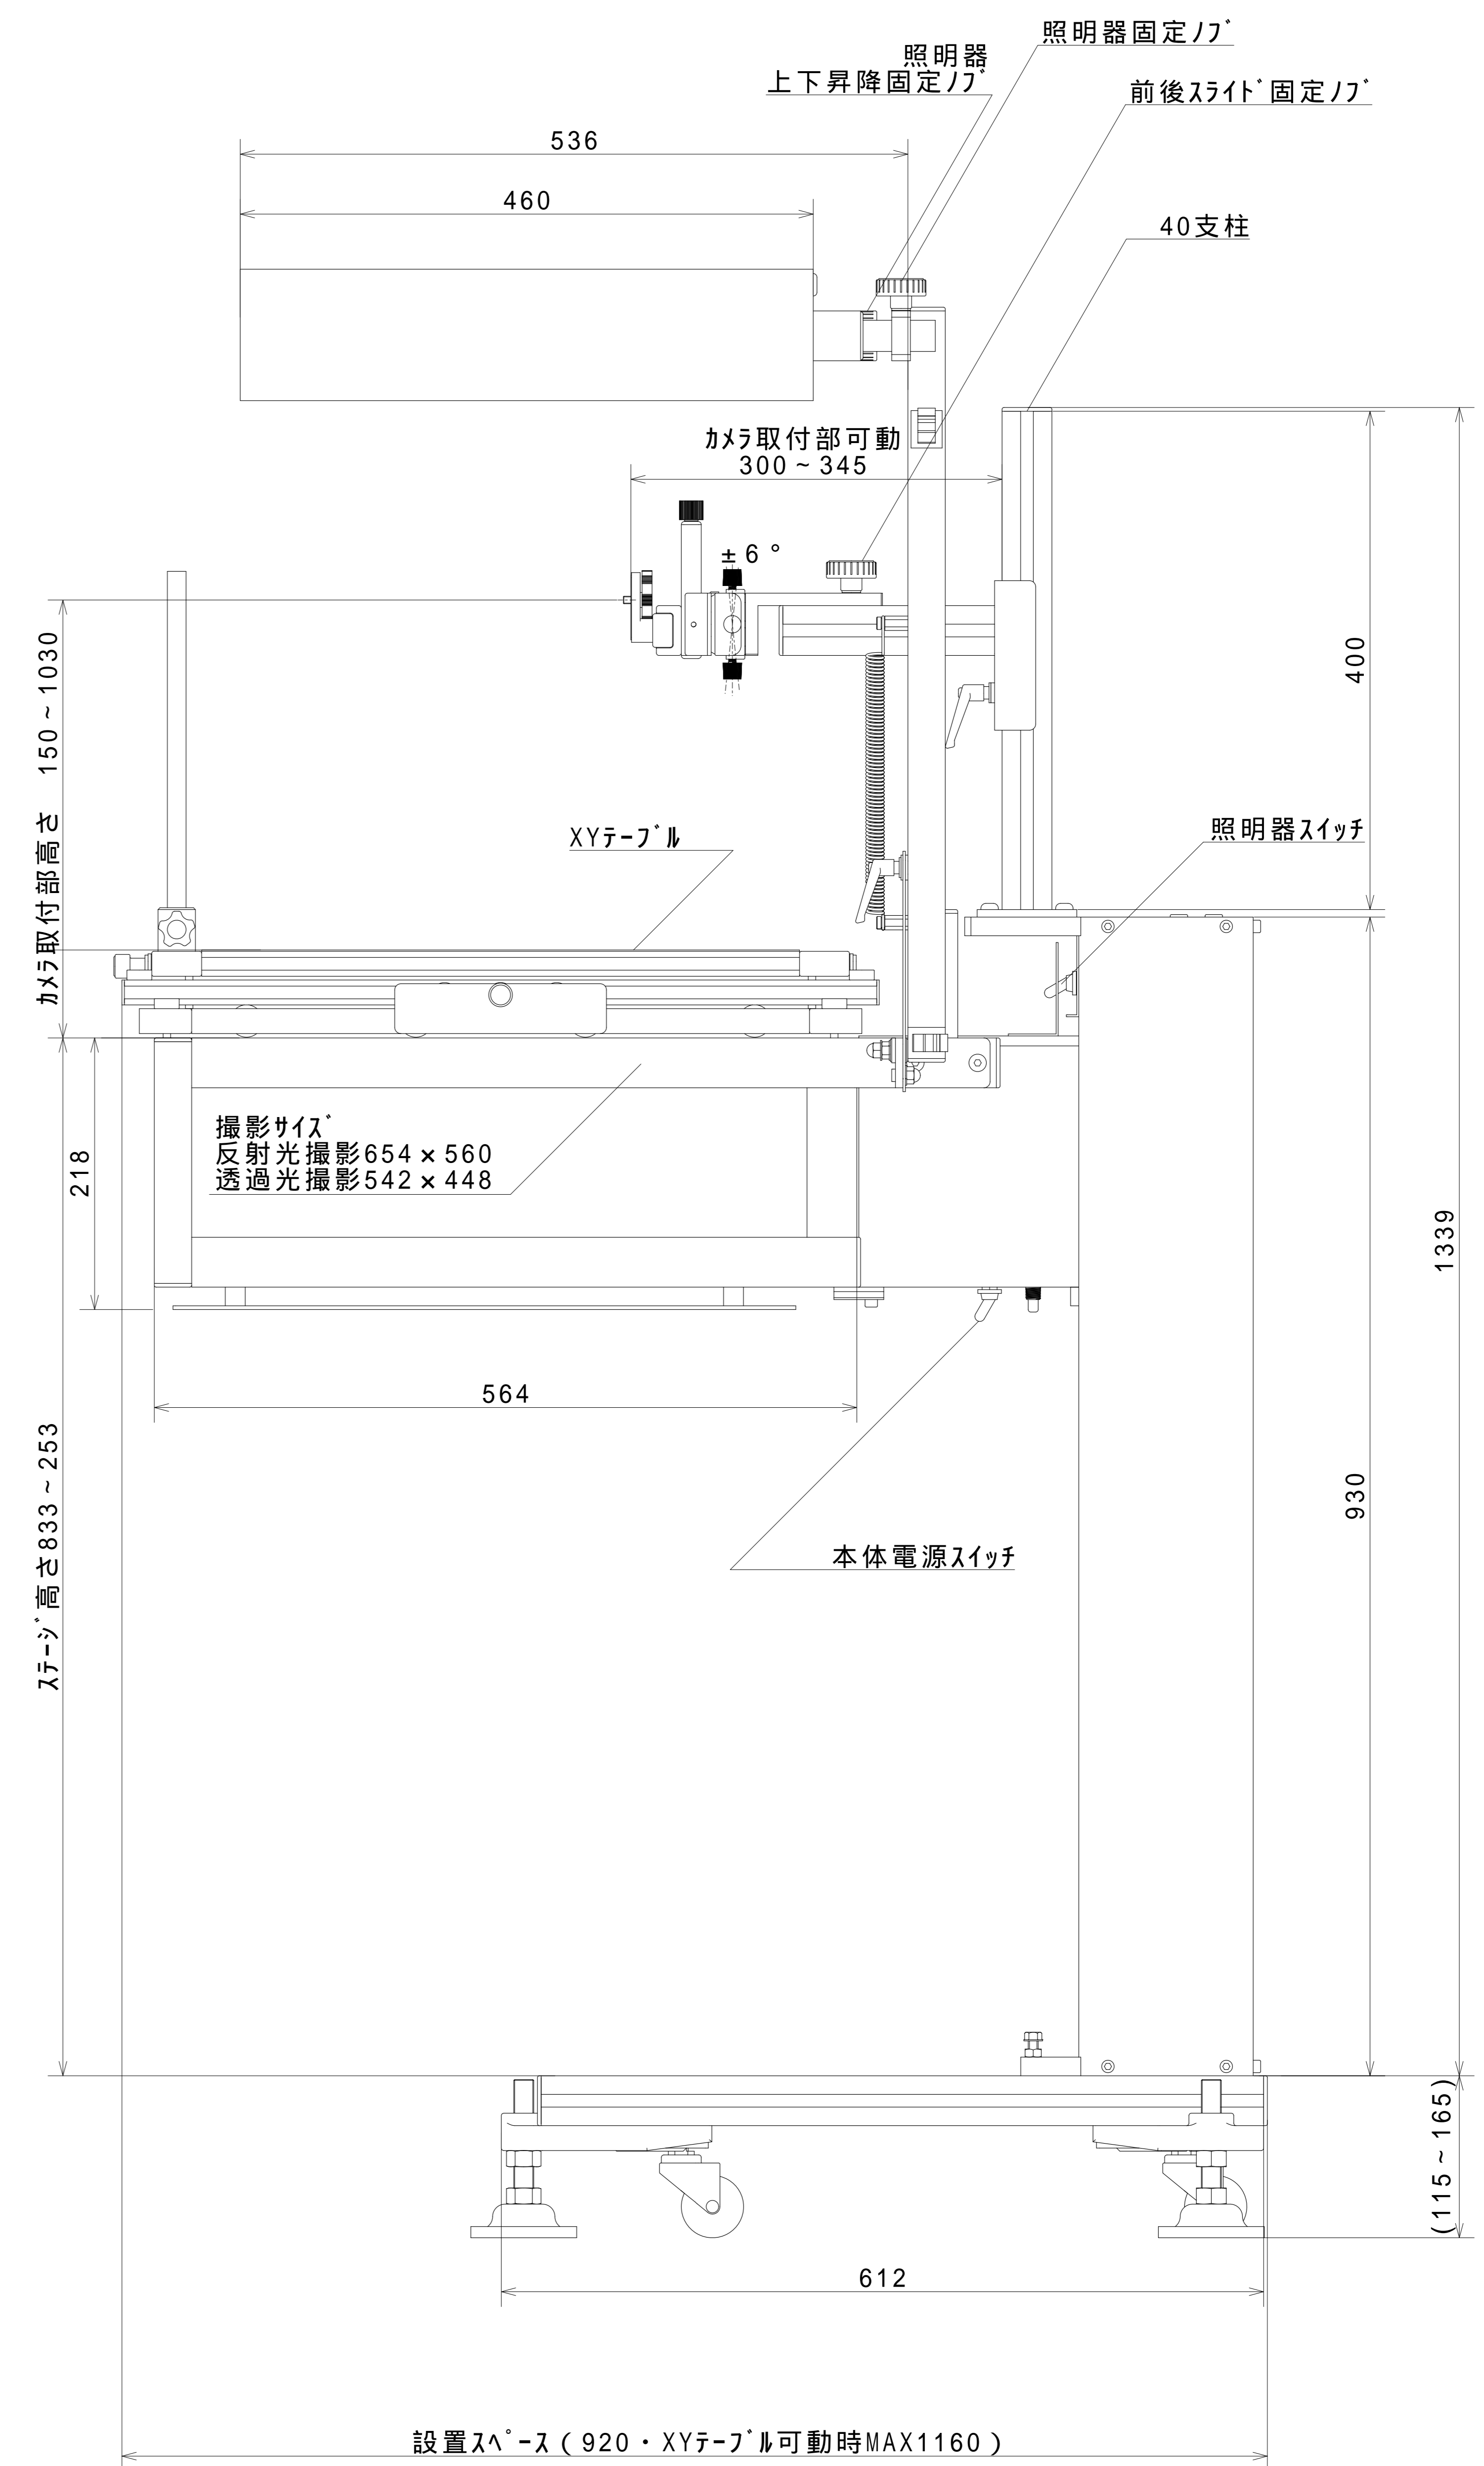 照明器固定ﾉﾌﾞ
照明器
上下昇降固定ﾉﾌﾞ
前後ｽﾗｲﾄﾞ固定ﾉﾌﾞ
536
460
40支柱
ｶﾒﾗ取付部可動
300~345
±6°
ｶﾒﾗ取付部高さ 150~1030
400
XYﾃｰﾌﾞﾙ
照明器ｽｲｯﾁ
撮影ｻｲｽﾞ
反射光撮影654×560
透過光撮影542×448
218
1339
564
ｽﾃｰｼﾞ高さ833~253
930
本体電源ｽｲｯﾁ
(115~165)
612
設置ｽﾍﾟｰｽ(920・XYﾃｰﾌﾞﾙ可動時MAX1160)